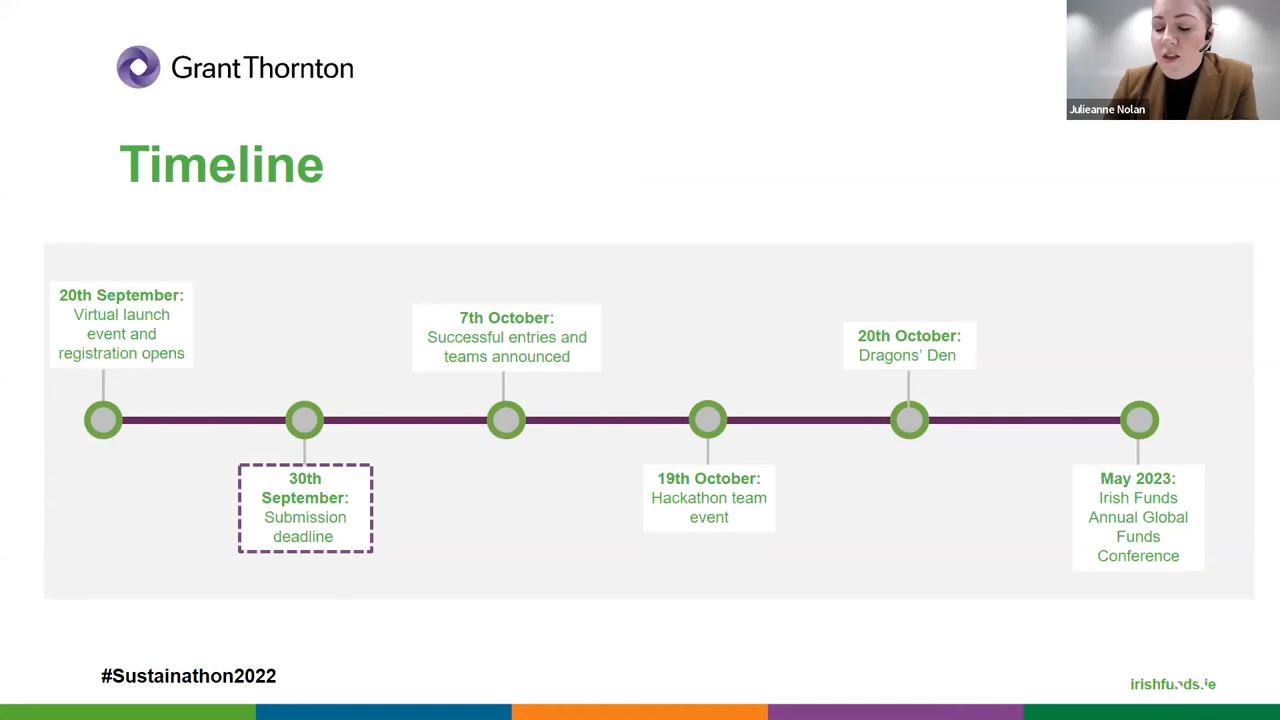 Grant Thornton
Julieanne Nolan
Timeline
20th September:
Virtual launch
event and
registration opens
7th October:
Successful entries and
teams announced
20th October:
Dragons' Den
30th
September:
Submission
deadline
19th October:
Hackathon team
event
May 2023:
Irish Funds
Annual Global
Funds
Conference
#Sustainathon2022
irishfunds.ie